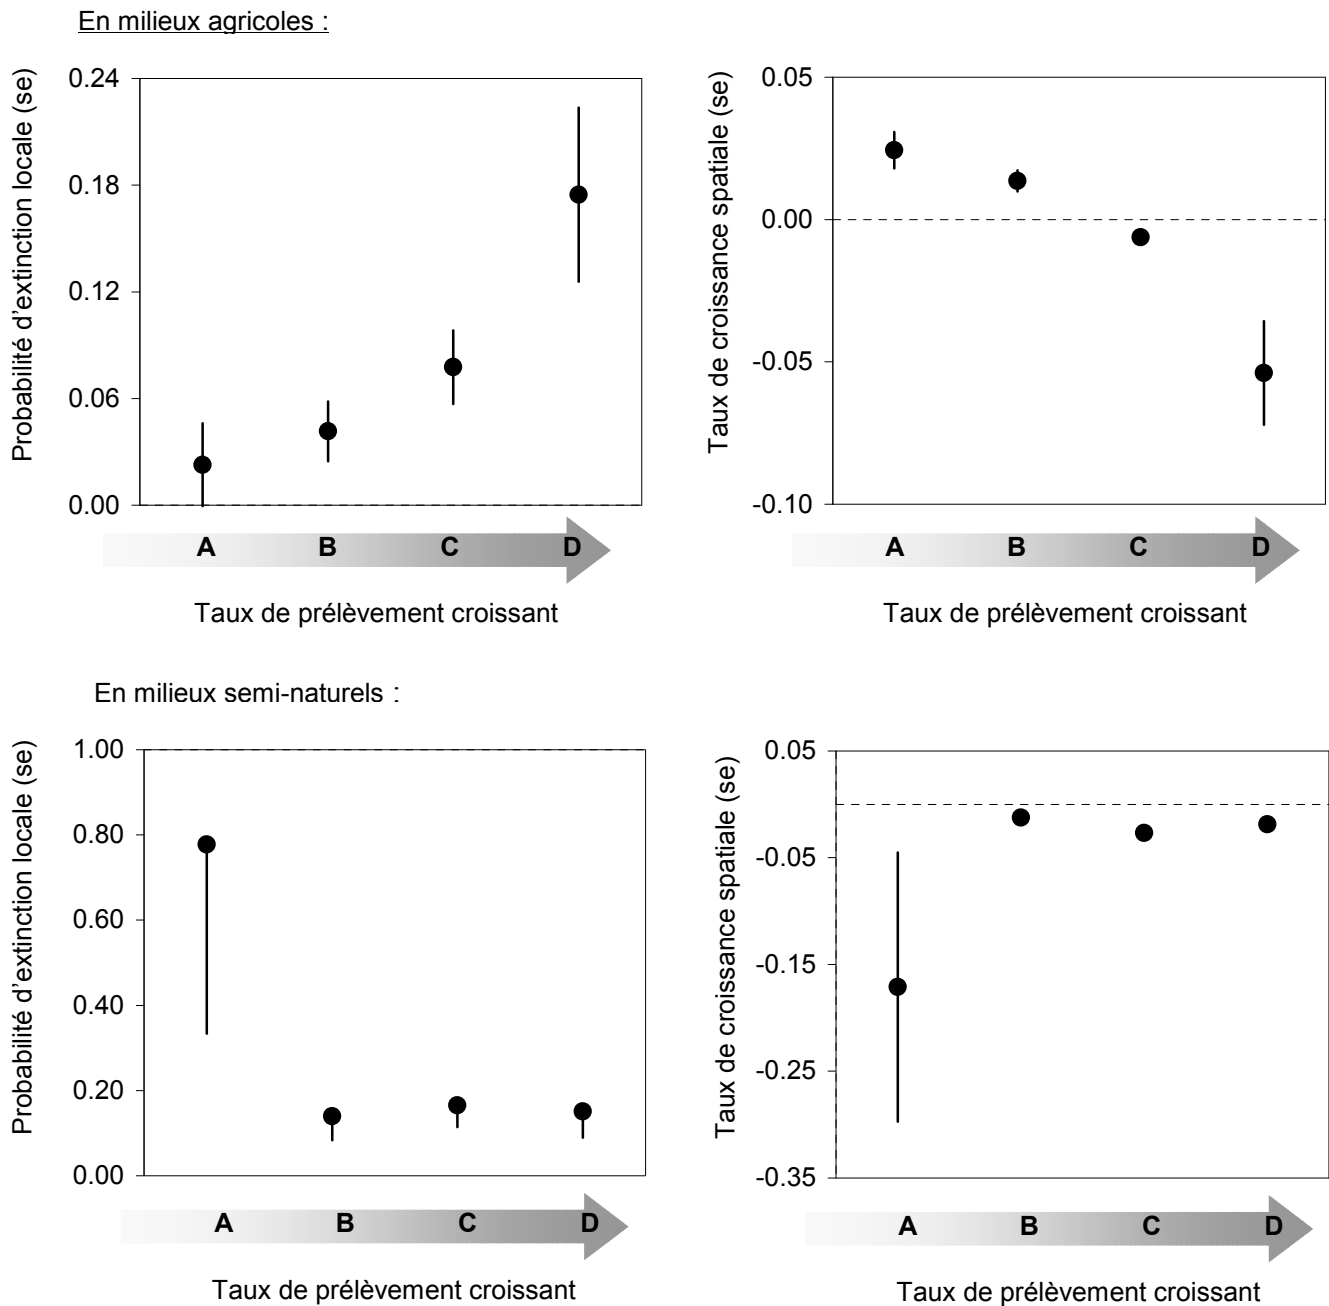 En milieux agricoles :
Probabilité d'extinction locale (se)
0.24
0.18
0.12
0.06
0.00
A B C D
Taux de prélèvement croissant
Taux de croissance spatiale (se)
0.05
0.00
-0.05
-0.10
A B C D
Taux de prélèvement croissant
En milieux semi-naturels :
Probabilité d'extinction locale (se)
1.00
0.80
0.60
0.40
0.20
0.00
A B C D
Taux de prélèvement croissant
Taux de croissance spatiale (se)
0.05
-0.05
-0.15
-0.25
-0.35
A B C D
Taux de prélèvement croissant